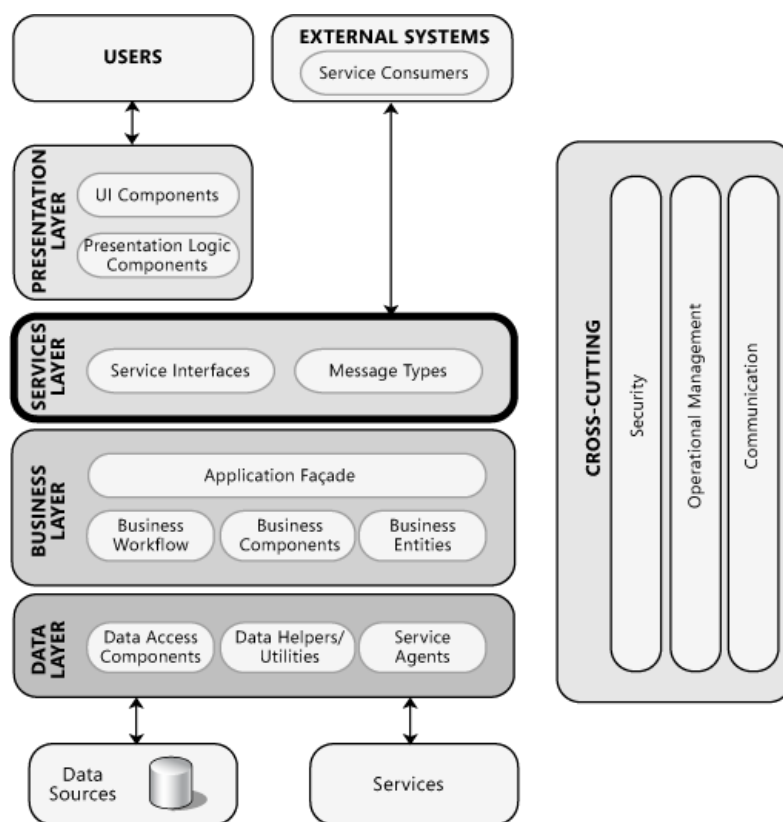 USERS
EXTERNAL SYSTEMS
Service Consumers
PRESENTATION
LAYER
UI Components
Presentation Logic
Components
SERVICES
LAYER
Service Interfaces
Message Types
BUSINESS
LAYER
Application Façade
Business
Workflow
Business
Components
Business
Entities
DATA
LAYER
Data Access
Components
Data Helpers/
Utilities
Service
Agents
Data
Sources
Services
CROSS-CUTTING
Security
Operational Management
Communication